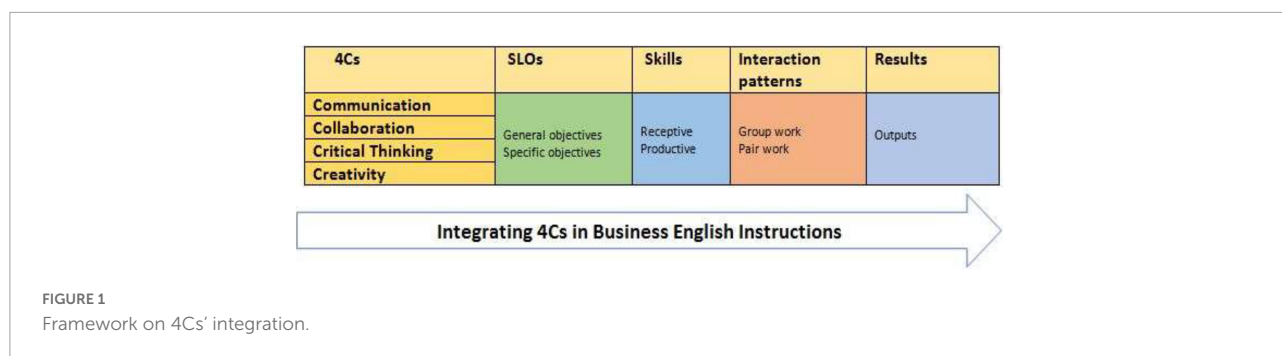 4Cs
SLOs
Skills
Interaction
patterns
Results
Communication
Collaboration
Critical Thinking
Creativity
General objectives
Specific objectives
Receptive
Productive
Group work
Pair work
Outputs
Integrating 4Cs in Business English Instructions
FIGURE 1
Framework on 4Cs’ integration.